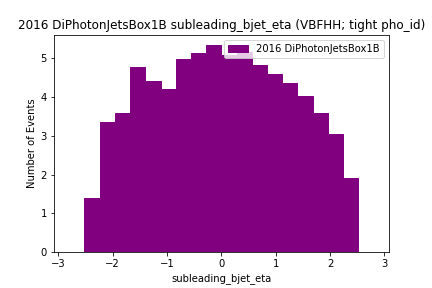 2016 DiPhotonJetsBox1B subleading_bjet_eta (VBFHH; tight pho_id)
2016 DiPhotonJetsBox1B
5
4
3
2
1
0
Number of Events
−3 −2 −1 0 1 2 3
subleading_bjet_eta